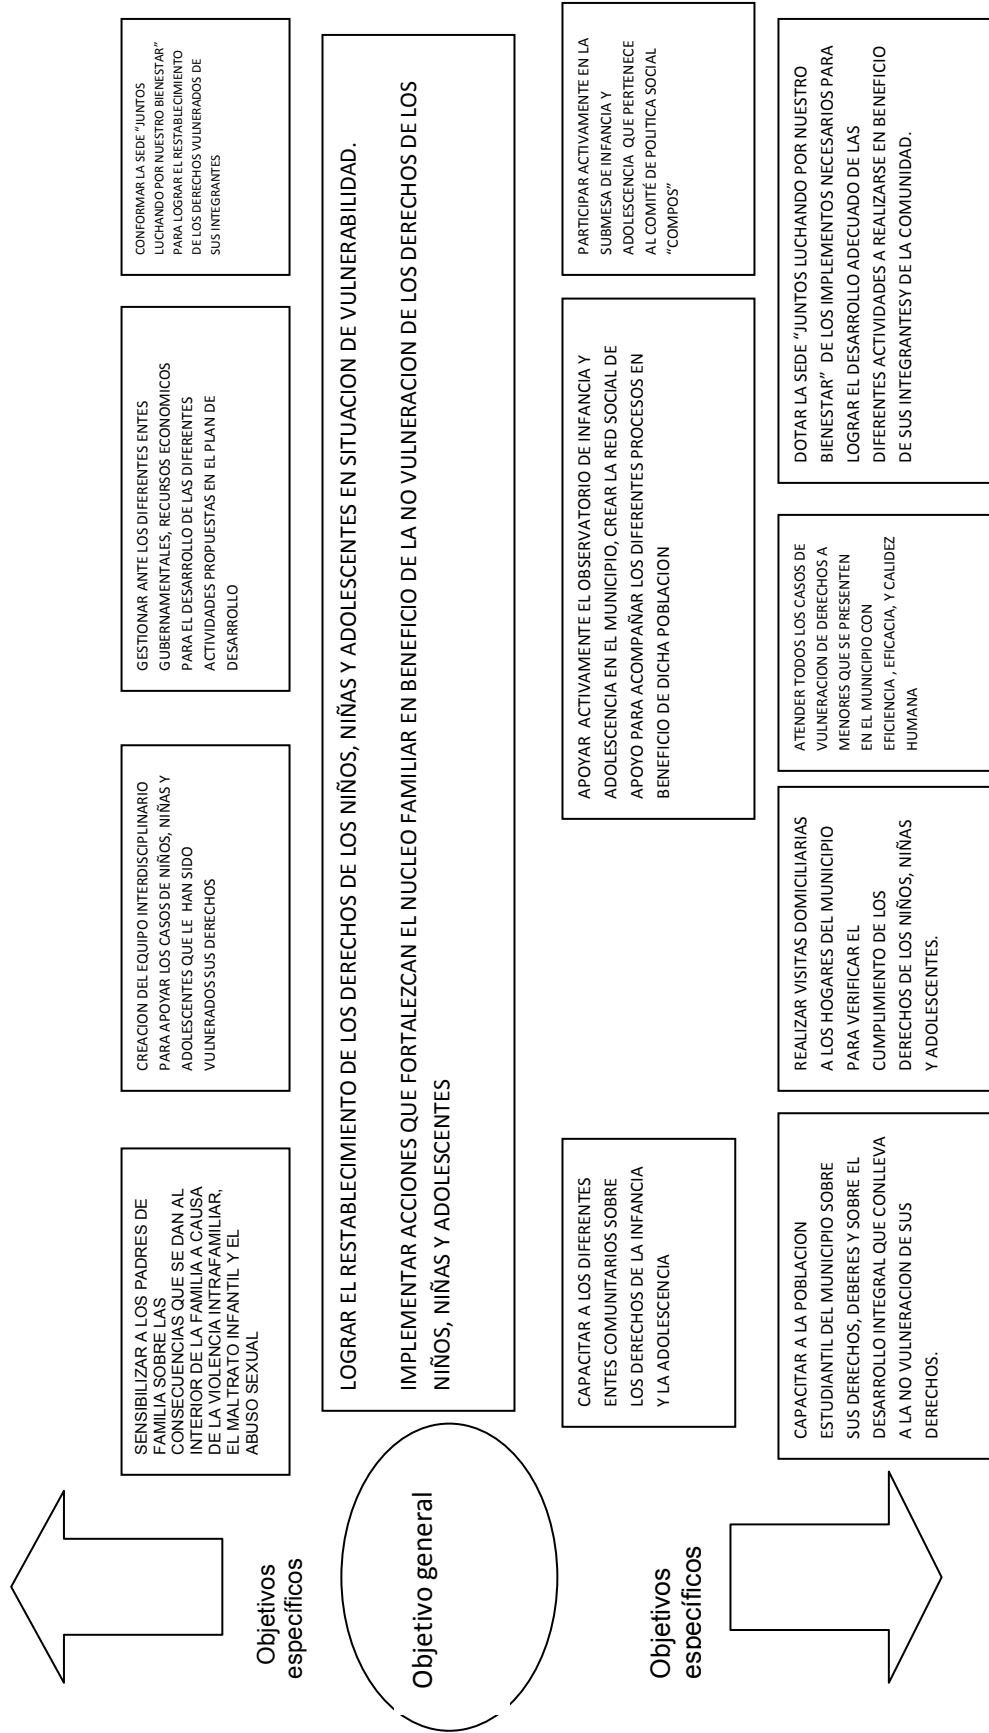 SENSIBILIZAR A LOS PADRES DE
FAMILIA SOBRE LAS
CONSECUENCIAS QUE SE DAN AL
INTERIOR DE LA FAMILIA A CAUSA
DE LA VIOLENCIA INTRAFAMILIAR,
EL MALTRATO INFANTIL Y EL
ABUSO SEXUAL
CREACION DEL EQUIPO INTERDISCIPLINARIO
PARA APOYAR LOS CASOS DE NIÑOS, NIÑAS Y
ADOLESCENTES QUE LE HAN SIDO
VULNERADOS SUS DERECHOS
GESTIONAR ANTE LOS DIFERENTES ENTES
GUBERNAMENTALES, RECURSOS ECONOMICOS
PARA EL DESARROLLO DE LAS DIFERENTES
ACTIVIDADES PROPUESTAS EN EL PLAN DE
DESARROLLO
CONFORMAR LA SEDE "JUNTOS
LUCHANDO POR NUESTRO BIENESTAR"
PARA LOGRAR EL RESTABLECIMIENTO
DE LOS DERECHOS VULNERADOS DE
SUS INTEGRANTES
Objetivos
específicos
Objetivo general
LOGRAR EL RESTABLECIMIENTO DE LOS DERECHOS DE LOS NIÑOS, NIÑAS Y ADOLESCENTES EN SITUACION DE VULNERABILIDAD.
IMPLEMENTAR ACCIONES QUE FORTALEZCAN EL NUCLEO FAMILIAR EN BENEFICIO DE LA NO VULNERACION DE LOS DERECHOS DE LOS
NIÑOS, NIÑAS Y ADOLESCENTES
Objetivos
específicos
CAPACITAR A LOS DIFERENTES
ENTES COMUNITARIOS SOBRE
LOS DERECHOS DE LA INFANCIA
Y LA ADOLESCENCIA
APOYAR ACTIVAMENTE EL OBSERVATORIO DE INFANCIA Y
ADOLESCENCIA EN EL MUNICIPIO, CREAR LA RED SOCIAL DE
APOYO PARA ACOMPAÑAR LOS DIFERENTES PROCESOS EN
BENEFICIO DE DICHA POBLACION
PARTICIPAR ACTIVAMENTE EN LA
SUBMESA DE INFANCIA Y
ADOLESCENCIA QUE PERTENECE
AL COMITÉ DE POLITICA SOCIAL
"COMPOS"
CAPACITAR A LA POBLACION
ESTUDIANTIL DEL MUNICIPIO SOBRE
SUS DERECHOS, DEBERES Y SOBRE EL
DESARROLLO INTEGRAL QUE CONLLEVA
A LA NO VULNERACION DE SUS
DERECHOS.
REALIZAR VISITAS DOMICILIARIAS
A LOS HOGARES DEL MUNICIPIO
PARA VERIFICAR EL
CUMPLIMIENTO DE LOS
DERECHOS DE LOS NIÑOS, NIÑAS
Y ADOLESCENTES.
ATENDER TODOS LOS CASOS DE
VULNERACION DE DERECHOS A
MENORES QUE SE PRESENTEN
EN EL MUNICIPIO CON
EFICIENCIA , EFICACIA, Y CALIDEZ
HUMANA
DOTAR LA SEDE "JUNTOS LUCHANDO POR NUESTRO
BIENESTAR" DE LOS IMPLEMENTOS NECESARIOS PARA
LOGRAR EL DESARROLLO ADECUADO DE LAS
DIFERENTES ACTIVIDADES A REALIZARSE EN BENEFICIO
DE SUS INTEGRANTESY DE LA COMUNIDAD.